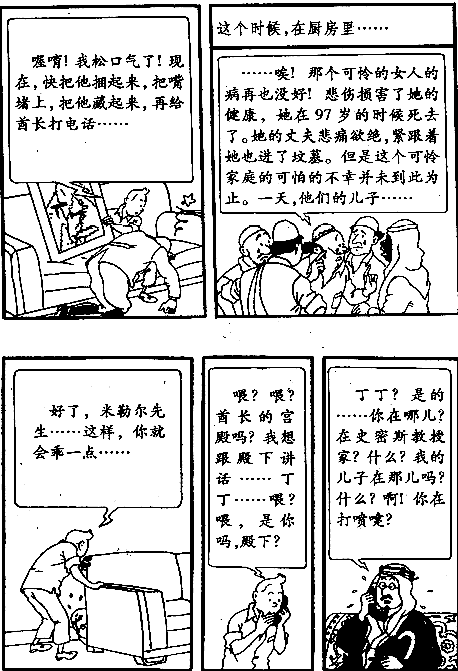 喔唷！我松口气了！现
在，快把他捆起来，把嘴
堵上，把他藏起来，再给
酋长打电话……
这个时候，在厨房里……
……唉！那个可怜的女人的
病再也没好！悲伤损害了她的
健康，她在97岁的时候死去
了。她的丈夫悲痛欲绝，紧跟着
她也进了坟墓。但是这个可怜
家庭的可怕的不幸并未到此为
止。一天，他们的儿子……
好了，米勒尔先
生……这样，你就
会乖一点……
喂？喂？
酋长的宫
殿吗？我想
跟殿下讲
话……丁
丁……喂？
喂，是你
吗，殿下？
丁丁？是的
……你在哪儿？
在史密斯教授
家？什么？我的
儿子在那儿吗？
什么？啊！你在
打喷嚏？